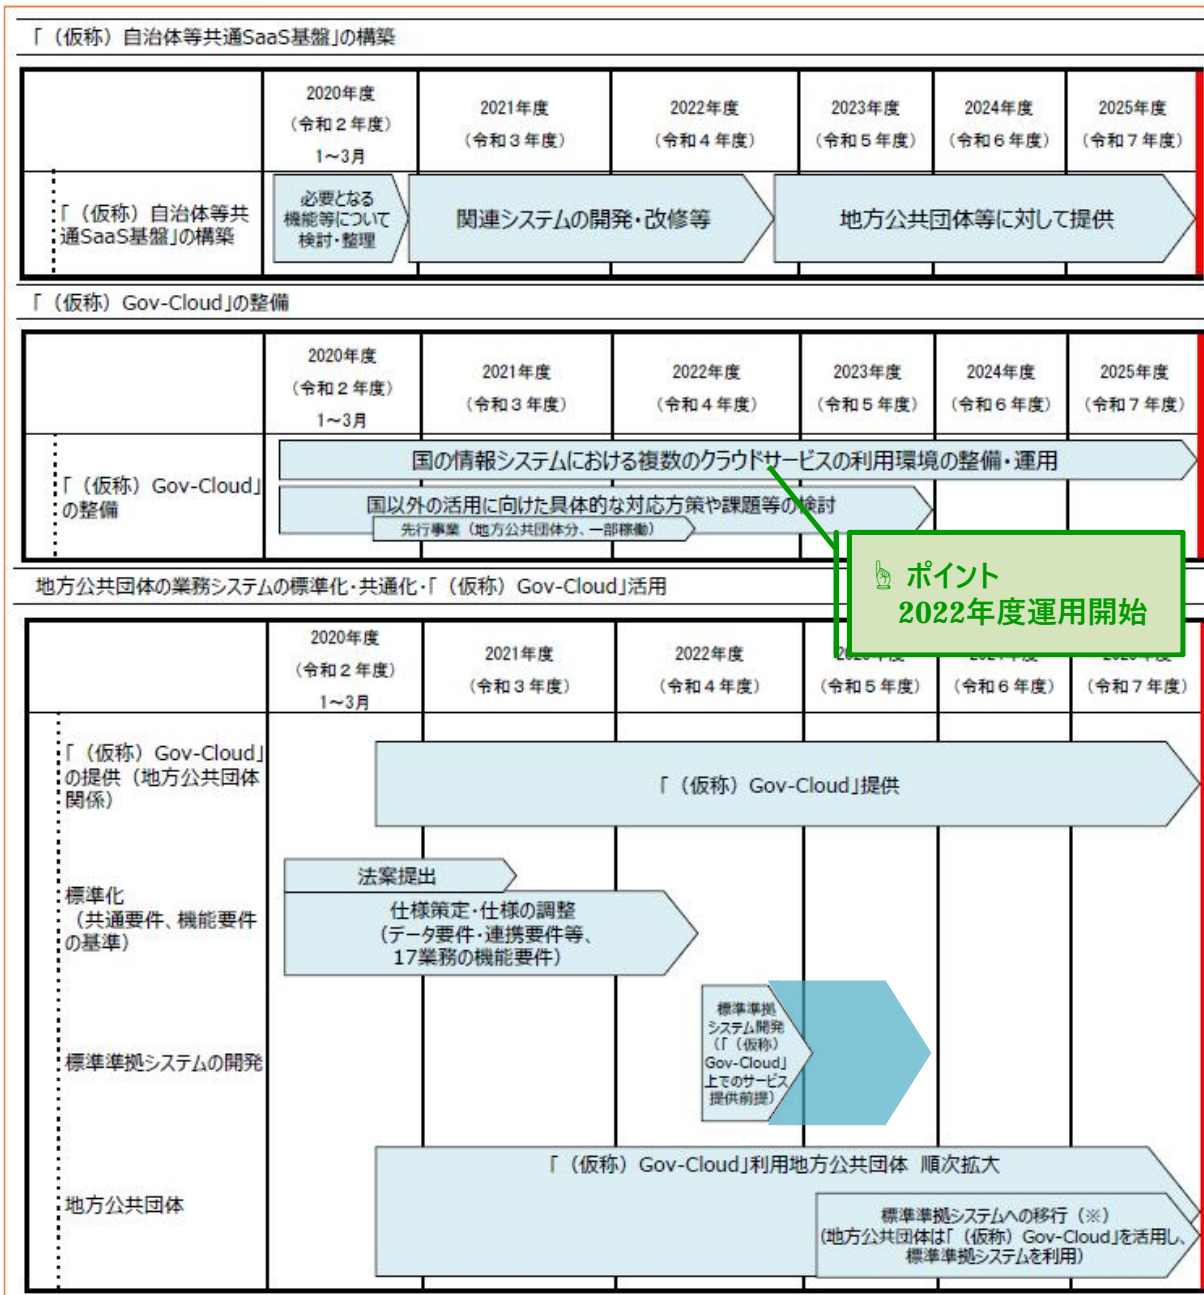 「（仮称）自治体等共通SaaS基盤」の構築
2020年度
（令和２年度）
1～3月
2021年度
（令和３年度）
2022年度
（令和４年度）
2023年度
（令和５年度）
2024年度
（令和６年度）
2025年度
（令和７年度）
「（仮称）自治体等共
通SaaS基盤」の構築
必要となる
機能等について
検討・整理
関連システムの開発・改修等
地方公共団体等に対して提供
「（仮称）Gov-Cloud」の整備
2020年度
（令和２年度）
1～3月
2021年度
（令和３年度）
2022年度
（令和４年度）
2023年度
（令和５年度）
2024年度
（令和６年度）
2025年度
（令和７年度）
「（仮称）Gov-Cloud」
の整備
国の情報システムにおける複数のクラウドサービスの利用環境の整備・運用
国以外の活用に向けた具体的な対応方策や課題等の検討
先行事業（地方公共団体分、一部稼働）
☝ ポイント
2022年度運用開始
地方公共団体の業務システムの標準化・共通化・「（仮称）Gov-Cloud」活用
2020年度
（令和２年度）
1～3月
2021年度
（令和３年度）
2022年度
（令和４年度）
（令和５年度）
（令和６年度）
（令和７年度）
「（仮称）Gov-Cloud」
の提供（地方公共団体
関係）
「（仮称）Gov-Cloud」提供
標準化
（共通要件、機能要件
の基準）
法案提出
仕様策定・仕様の調整
（データ要件・連携要件等、
17業務の機能要件）
標準準拠システムの開発
標準準拠
システム開発
（「（仮称）
Gov-Cloud」
上でのサービス
提供前提）
地方公共団体
「（仮称）Gov-Cloud」利用地方公共団体 順次拡大
標準準拠システムへの移行（※）
（地方公共団体は「（仮称）Gov-Cloud」を活用し、
標準準拠システムを利用）